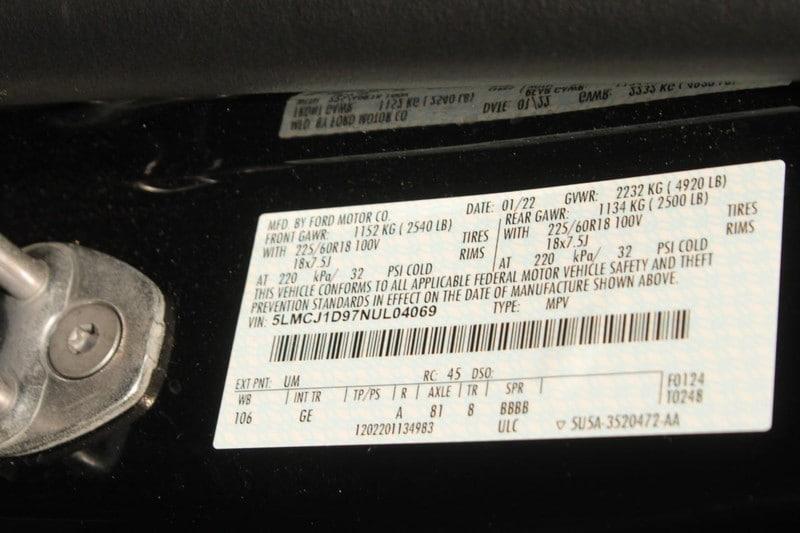 MFD. BY FORD MOTOR CO. DATE: 01/22 GVWR: 2232 KG ( 4920 LB)
FRONT GAWR: 1152 KG ( 2540 LB) REAR GAWR: 1134 KG ( 2500 LB)
WITH 225/60R18 100V TIRES WITH 225/60R18 100V TIRES
18x7.5J RIMS 18x7.5J RIMS
AT 220 kPa/ 32 PSI COLD AT 220 kPa/ 32 PSI COLD
THIS VEHICLE CONFORMS TO ALL APPLICABLE FEDERAL MOTOR VEHICLE SAFETY AND THEFT
PREVENTION STANDARDS IN EFFECT ON THE DATE OF MANUFACTURE SHOWN ABOVE.
VIN: 5LMCJ1D97NUL04069 TYPE: MPV
EXT PNT: UM RC: 45 DSO: F0124
WB INT TR TP/PS R AXLE TR SPR T0248
106 GE A 81 8 BBBB
1202201134983 ULC ▽ 5U5A-3520472-AA